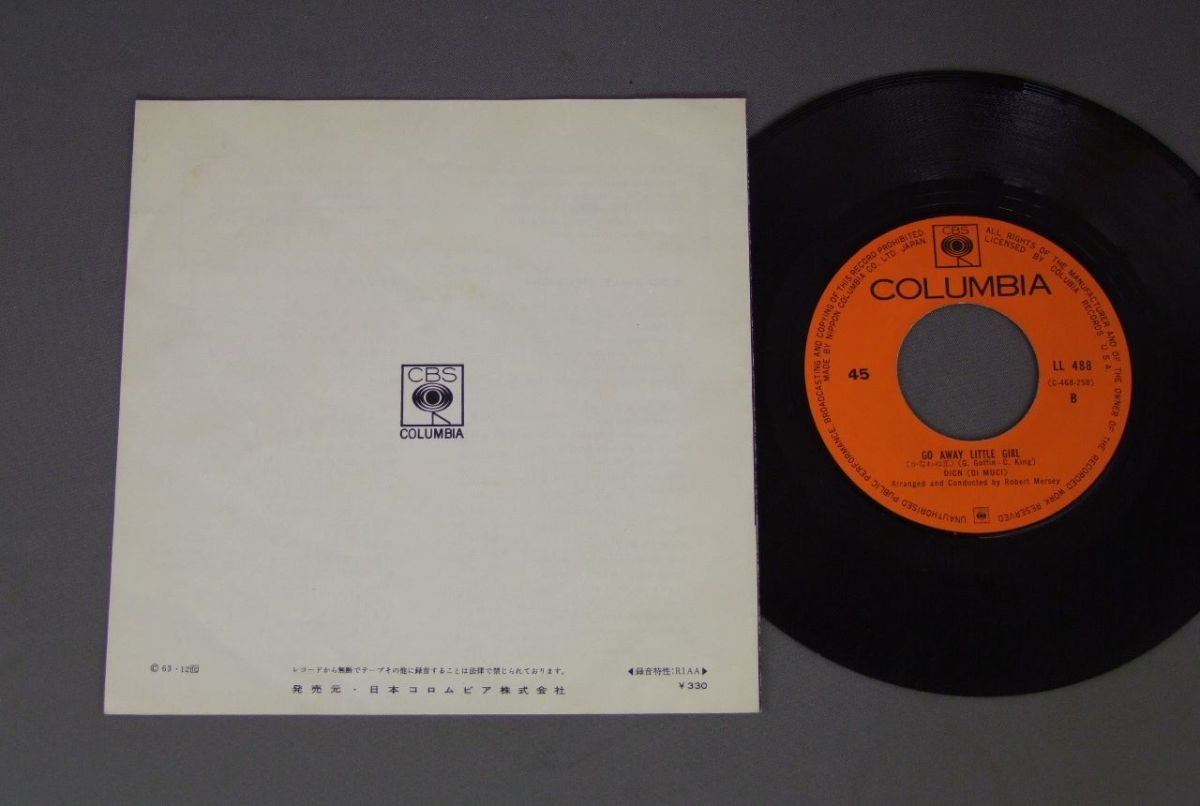 CBS
COLUMBIA
© 63・12
レコードから無断でテープその他に録音することは法律で禁じられております。
◀録音特性:RIAA▶
発売元・日本コロムビア株式会社
¥330
UNAUTHORISED PUBLIC PERFORMANCE BROADCASTING AND COPYING OF THIS RECORD PROHIBITED
MADE BY NIPPON COLUMBIA CO. LTD. JAPAN
CBS
ALL RIGHTS OF THE MANUFACTURER AND OF THE OWNER OF THE RECORDED WORK RESERVED
LICENSED BY COLUBIA RECORDS U.S.A.
COLUMBIA
45
LL 488
(C-468-258)
B
GO AWAY LITTLE GIRL
(G. Goffin - C. King)
DION (DI MUCI)
Arranged and Conducted by Robert Mersey